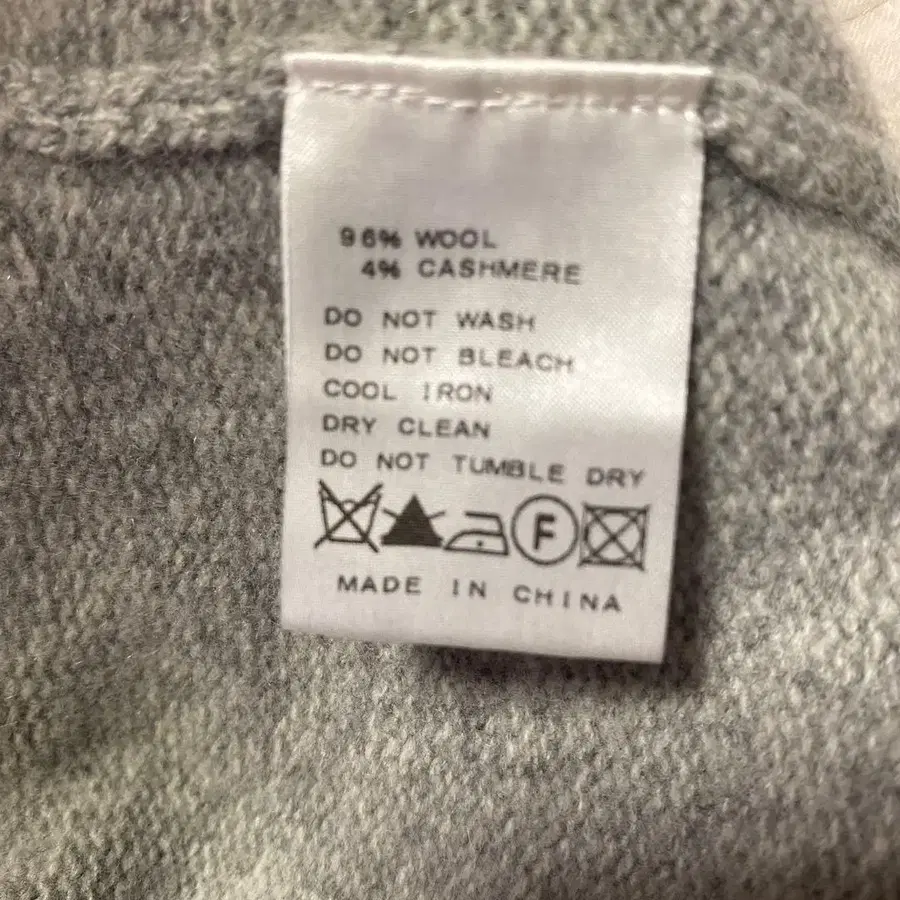 96% WOOL
4% CASHMERE
DO NOT WASH
DO NOT BLEACH
COOL IRON
DRY CLEAN
DO NOT TUMBLE DRY
F
MADE IN CHINA